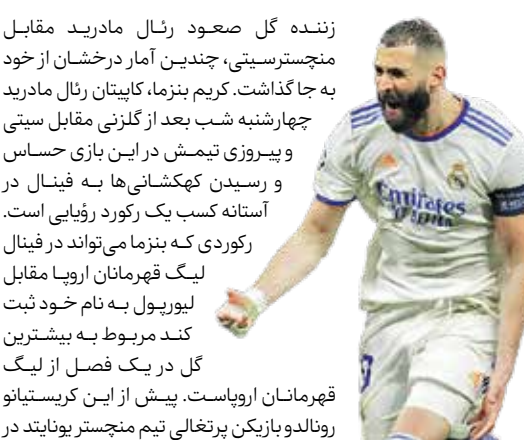 زننده گل صعود رئال مادرید مقابل
منچسترسیتی، چندین آمار درخشان از خود
به جا گذاشت. کریم بنزما، کاپیتان رئال مادرید
چهارشنبه شب بعد از گلزنی مقابل سیتی
و پیروزی تیمش در این بازی حساس
و رسیدن کهکشانی‌ها به فینال در
آستانه کسب یک رکورد رؤیایی است.
رکوردی که بنزما می‌تواند در فینال
لیگ قهرمانان اروپا مقابل
لیورپول به نام خود ثبت
کند مربوط به بیشترین
گل در یک فصل از لیگ
قهرمانان اروپاست. پیش از این کریستیانو
رونالدو بازیکن پرتغالی تیم منچستر یونایتد در
Emirates